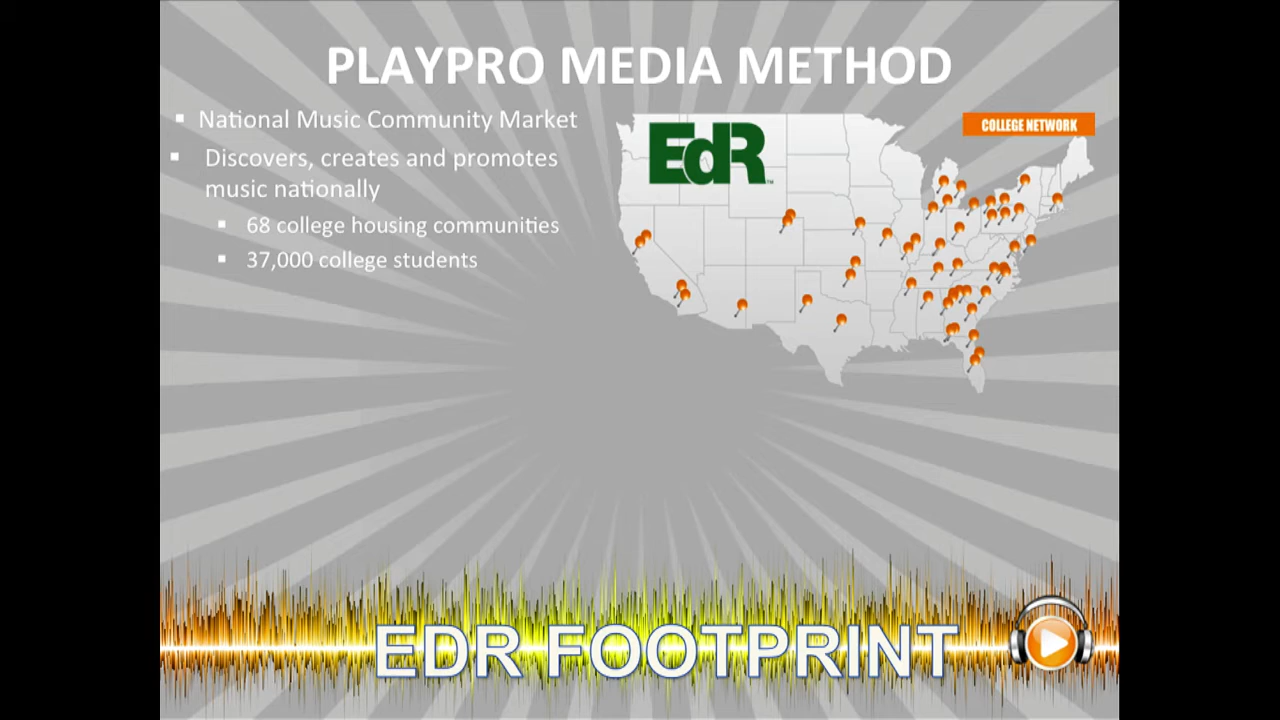 PLAYPRO MEDIA METHOD
National Music Community Market
Discovers, creates and promotes
music nationally
68 college housing communities
37,000 college students
EdR™
COLLEGE NETWORK
EDR FOOTPRINT